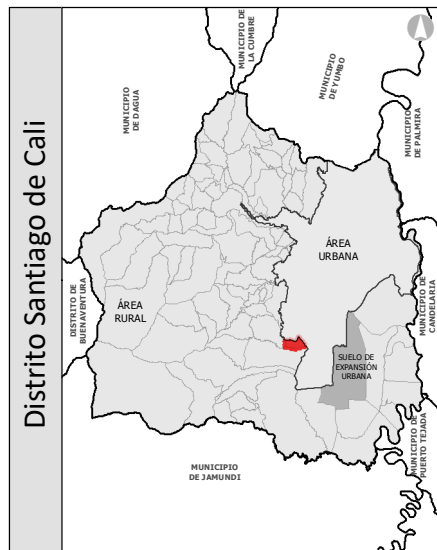 Distrito Santiago de Cali
MUNICIPIO DE
LA CUMBRE
MUNICIPIO
DE YUMBO
MUNICIPIO
DE DAGUA
MUNICIPIO
DE PALMIRA
ÁREA
URBANA
DISTRITO DE
BUENAVENTURA
ÁREA
RURAL
MUNICIPIO DE
CANDELARIA
SUELO DE
EXPANSIÓN
URBANA
MUNICIPIO DE
PUERTO TEJADA
MUNICIPIO
DE JAMUNDI